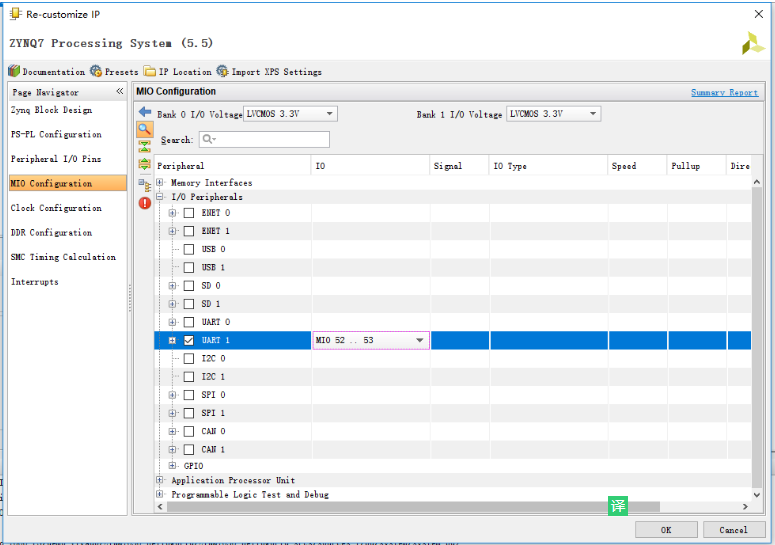 Re-customize IP
ZYNQ7 Processing System (5.5)
Documentation Presets IP Location Import XPS Settings
Page Navigator «
Zynq Block Design
PS-PL Configuration
Peripheral I/O Pins
MIO Configuration
Clock Configuration
DDR Configuration
SMC Timing Calculation
Interrupts
MIO Configuration Summary Report
Bank 0 I/O Voltage LVCMOS 3.3V Bank 1 I/O Voltage LVCMOS 3.3V
Search:
Peripheral IO Signal IO Type Speed Pullup Dire
Memory Interfaces
I/O Peripherals
ENET 0
ENET 1
USB 0
USB 1
SD 0
SD 1
UART 0
UART 1 MIO 52 .. 53
I2C 0
I2C 1
SPI 0
SPI 1
CAN 0
CAN 1
GPIO
Application Processor Unit
Programmable Logic Test and Debug
译
OK Cancel